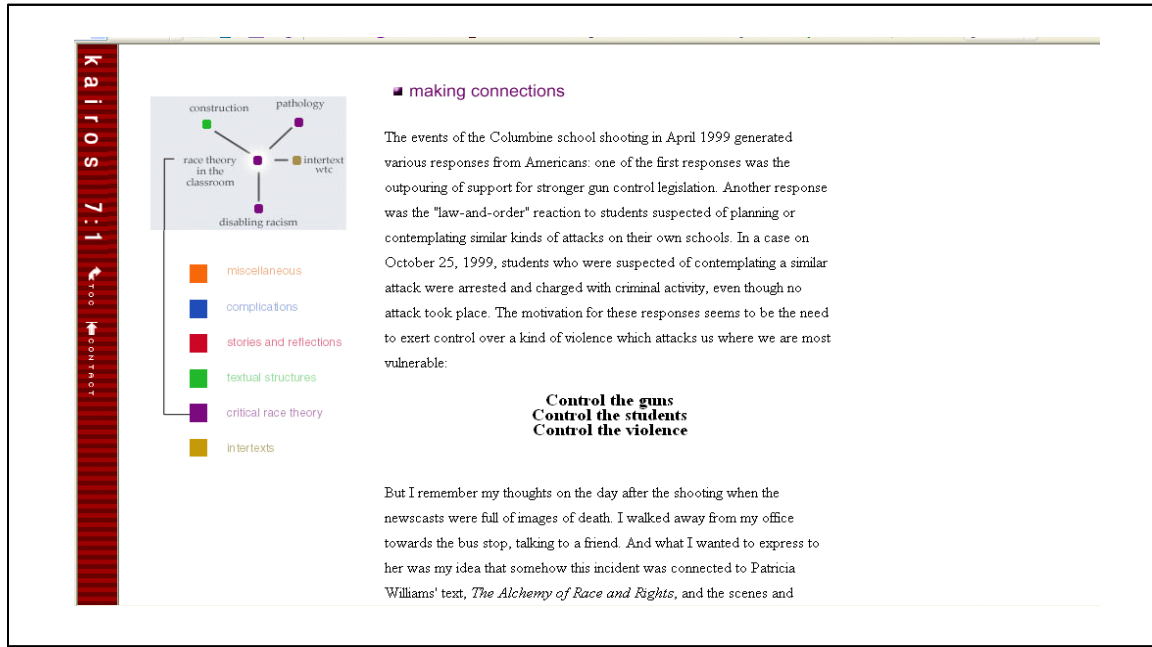 kairos 7:1 TOC CONTACT
construction
pathology
race theory
in the
classroom
intertext
wtc
disabling racism
miscellaneous
complications
stories and reflections
textual structures
critical race theory
intertexts
making connections
The events of the Columbine school shooting in April 1999 generated
various responses from Americans: one of the first responses was the
outpouring of support for stronger gun control legislation. Another response
was the "law-and-order" reaction to students suspected of planning or
contemplating similar kinds of attacks on their own schools. In a case on
October 25, 1999, students who were suspected of contemplating a similar
attack were arrested and charged with criminal activity, even though no
attack took place. The motivation for these responses seems to be the need
to exert control over a kind of violence which attacks us where we are most
vulnerable:
Control the guns
Control the students
Control the violence
But I remember my thoughts on the day after the shooting when the
newscasts were full of images of death. I walked away from my office
towards the bus stop, talking to a friend. And what I wanted to express to
her was my idea that somehow this incident was connected to Patricia
Williams' text, The Alchemy of Race and Rights, and the scenes and